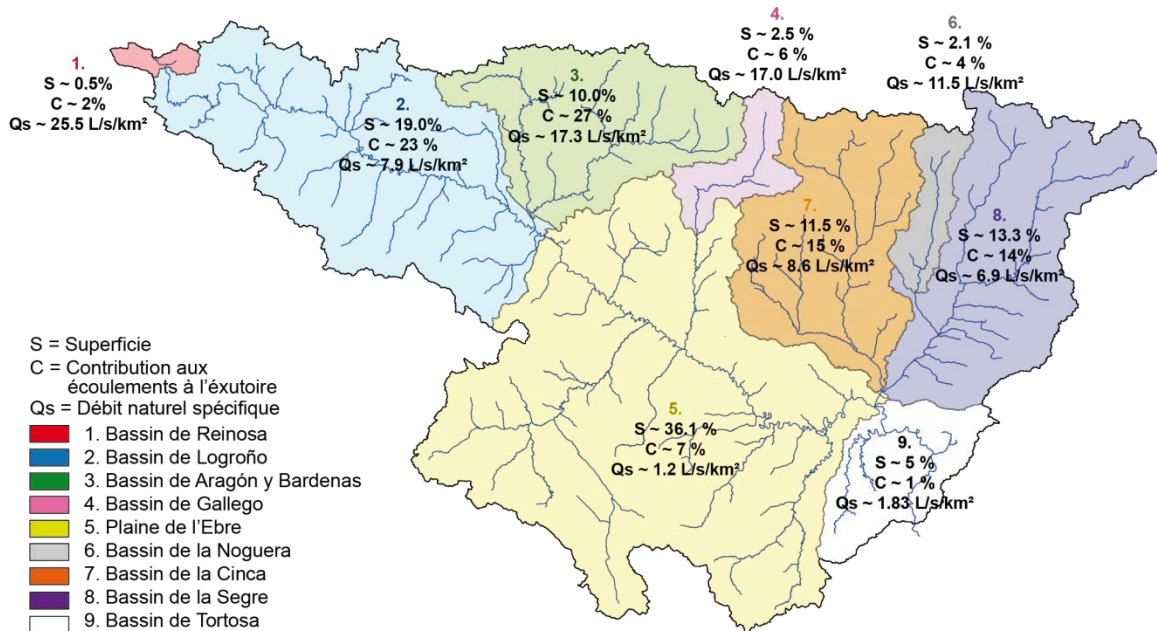 1.
S ~ 0.5%
C ~ 2%
Qs ~ 25.5 L/s/km²
2.
S ~ 19.0%
C ~ 23 %
Qs ~ 7.9 L/s/km²
3.
S ~ 10.0%
C ~ 27 %
Qs ~ 17.3 L/s/km²
4.
S ~ 2.5 %
C ~ 6 %
Qs ~ 17.0 L/s/km²
6.
S ~ 2.1 %
C ~ 4 %
Qs ~ 11.5 L/s/km²
7.
S ~ 11.5 %
C ~ 15 %
Qs ~ 8.6 L/s/km²
8.
S ~ 13.3 %
C ~ 14%
Qs ~ 6.9 L/s/km²
5.
S ~ 36.1 %
C ~ 7 %
Qs ~ 1.2 L/s/km²
9.
S ~ 5 %
C ~ 1 %
Qs ~ 1.83 L/s/km²
S = Superficie
C = Contribution aux
écoulements à l'éxutoire
Qs = Débit naturel spécifique
1. Bassin de Reinosa
2. Bassin de Logroño
3. Bassin de Aragón y Bardenas
4. Bassin de Gallego
5. Plaine de l'Ebre
6. Bassin de la Noguera
7. Bassin de la Cinca
8. Bassin de la Segre
9. Bassin de Tortosa